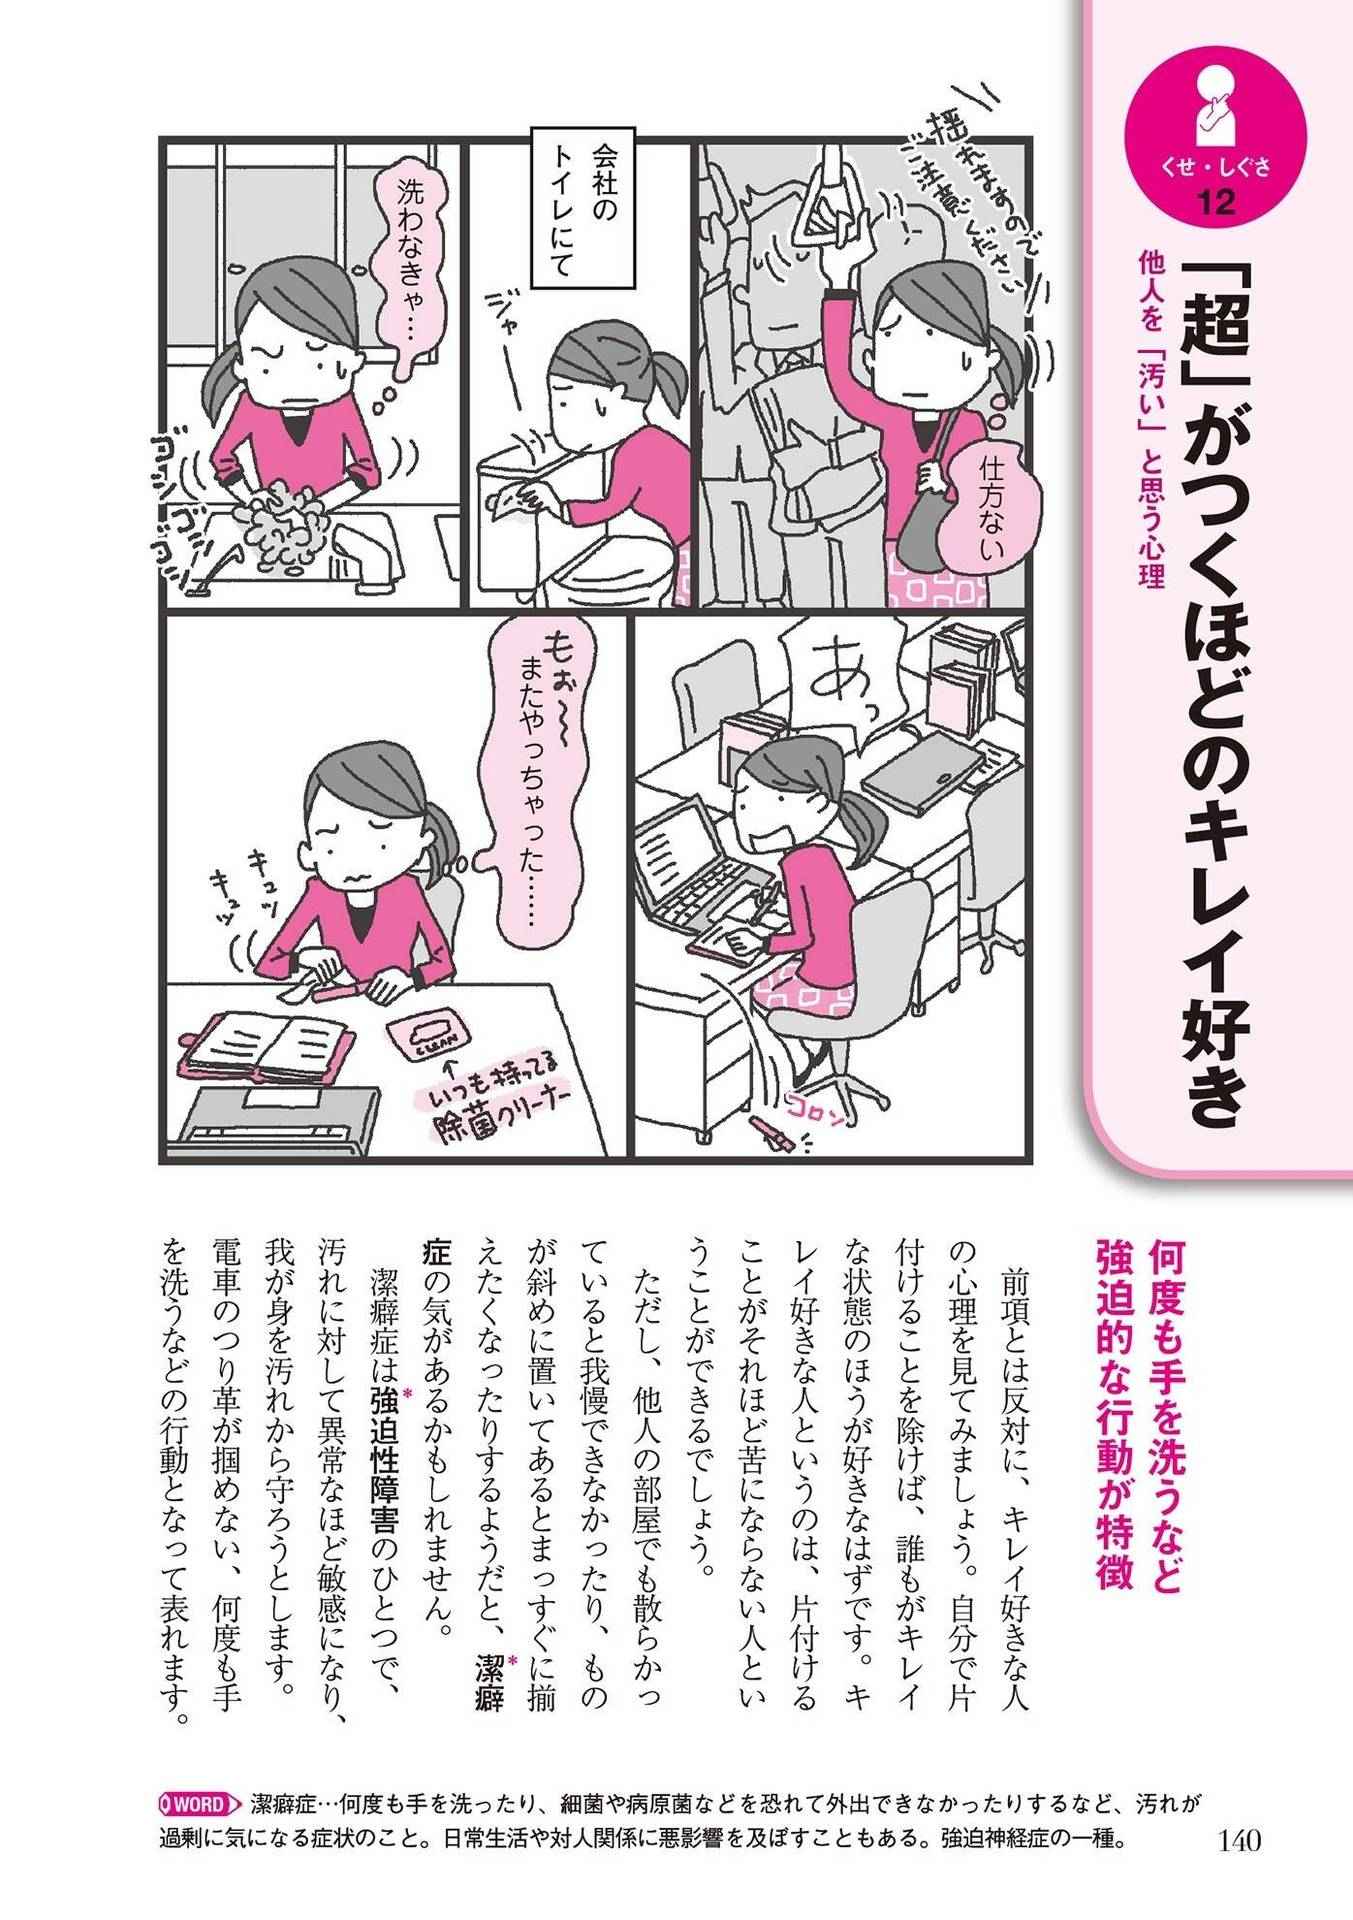 くせ・しぐさ
12
「超」がつくほどのキレイ好き
他人を「汚い」と思う心理
揺れますので
ご注意ください
仕方ない
会社の
トイレにて
ジャー
洗わなきゃ…
ゴシゴシ
ゴシゴシ
あっ
コロン
もぉ〜
またやっちゃった……
キュッ
キュッ
CLEAN
↑
いつも持ってる
除菌クリーナー
何度も手を洗うなど
強迫的な行動が特徴
前項とは反対に、キレイ好きな人
の心理を見てみましょう。自分で片
付けることを除けば、誰もがキレイ
な状態のほうが好きなはずです。キ
レイ好きな人というのは、片付ける
ことがそれほど苦にならない人とい
うことができるでしょう。
ただし、他人の部屋でも散らかっ
ていると我慢できなかったり、もの
が斜めに置いてあるとまっすぐに揃
えたくなったりするようだと、潔癖*
症の気があるかもしれません。
潔癖症は強迫性障害*のひとつで、
汚れに対して異常なほど敏感になり、
我が身を汚れから守ろうとします。
電車のつり革が掴めない、何度も手
を洗うなどの行動となって表れます。
WORD 潔癖症…何度も手を洗ったり、細菌や病原菌などを恐れて外出できなかったりするなど、汚れが
過剰に気になる症状のこと。日常生活や対人関係に悪影響を及ぼすこともある。強迫神経症の一種。
140